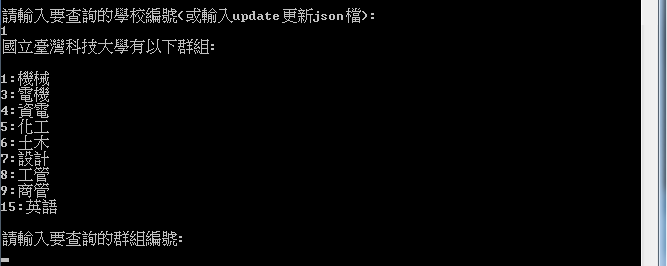 請輸入要查詢的學校編號(或輸入update更新json檔):
1
國立臺灣科技大學有以下群組:
1:機械
3:電機
4:資電
5:化工
6:土木
7:設計
8:工管
9:商管
15:英語
請輸入要查詢的群組編號: